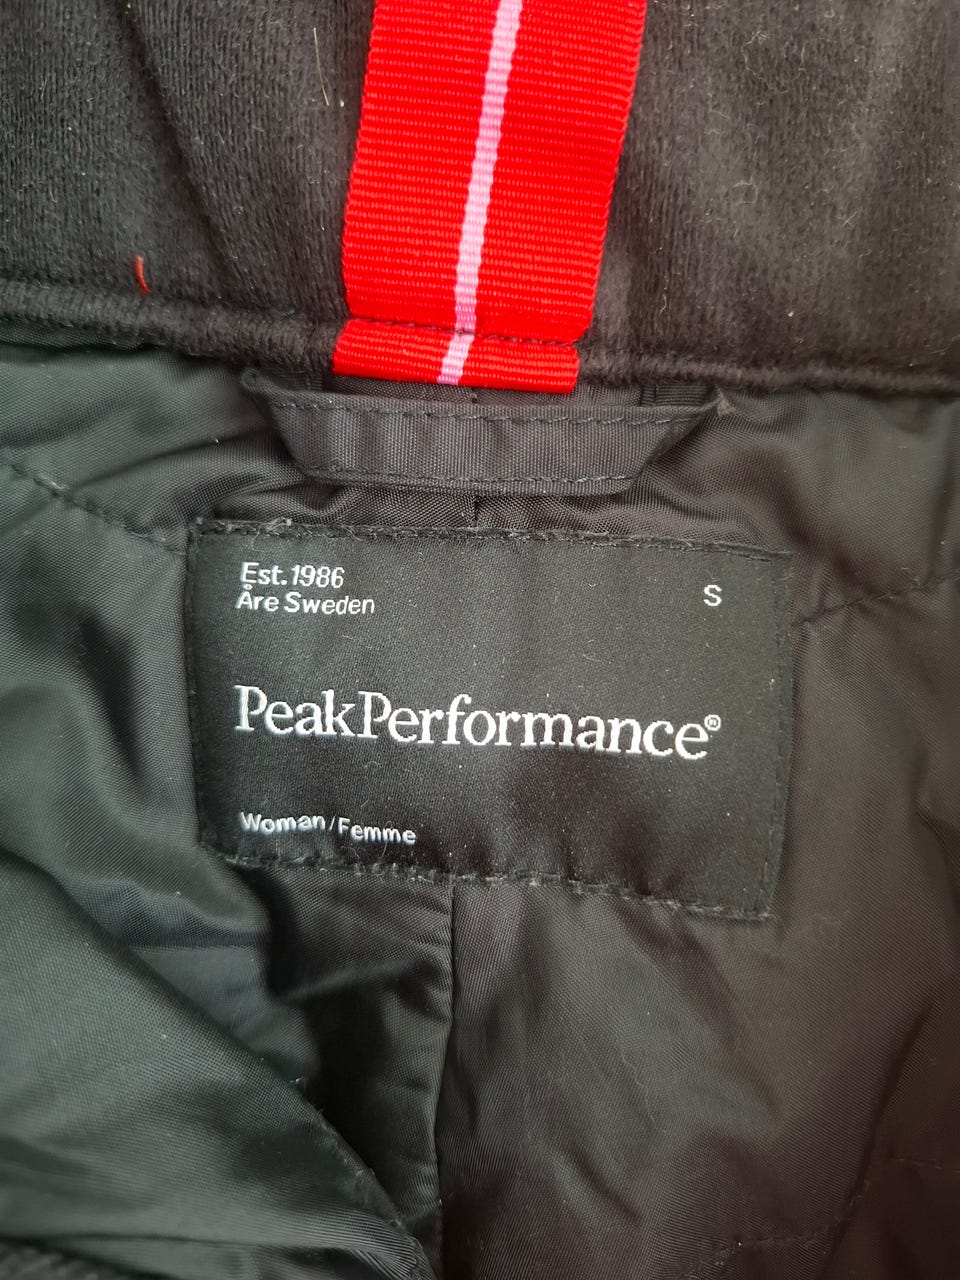 Est. 1986
Åre Sweden
S
PeakPerformance®
Woman/Femme